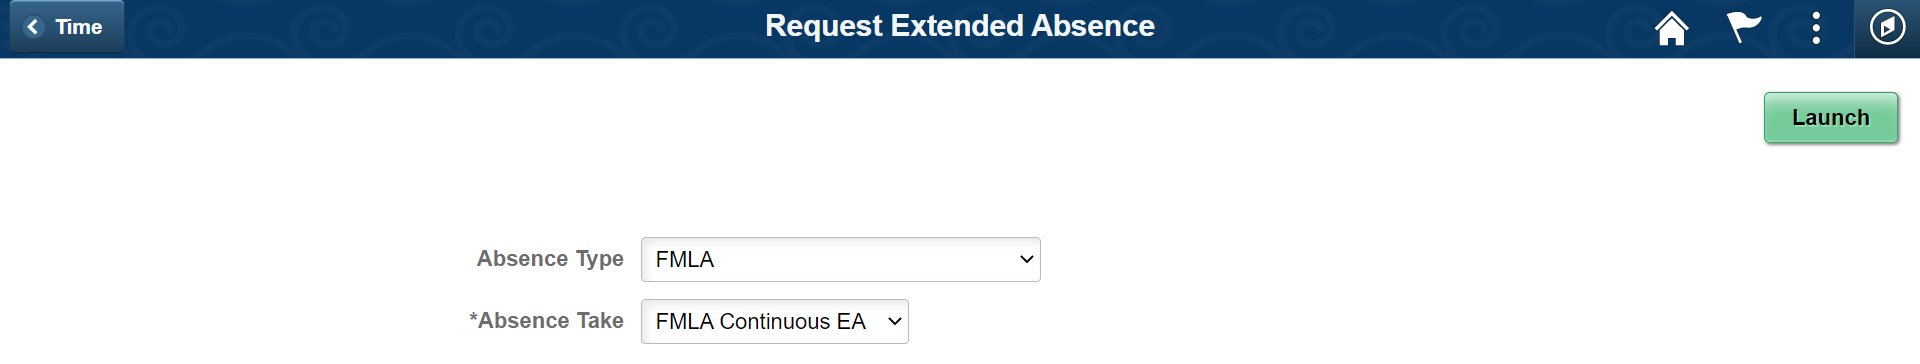 Time
Request Extended Absence
Launch
Absence Type FMLA
*Absence Take FMLA Continuous EA